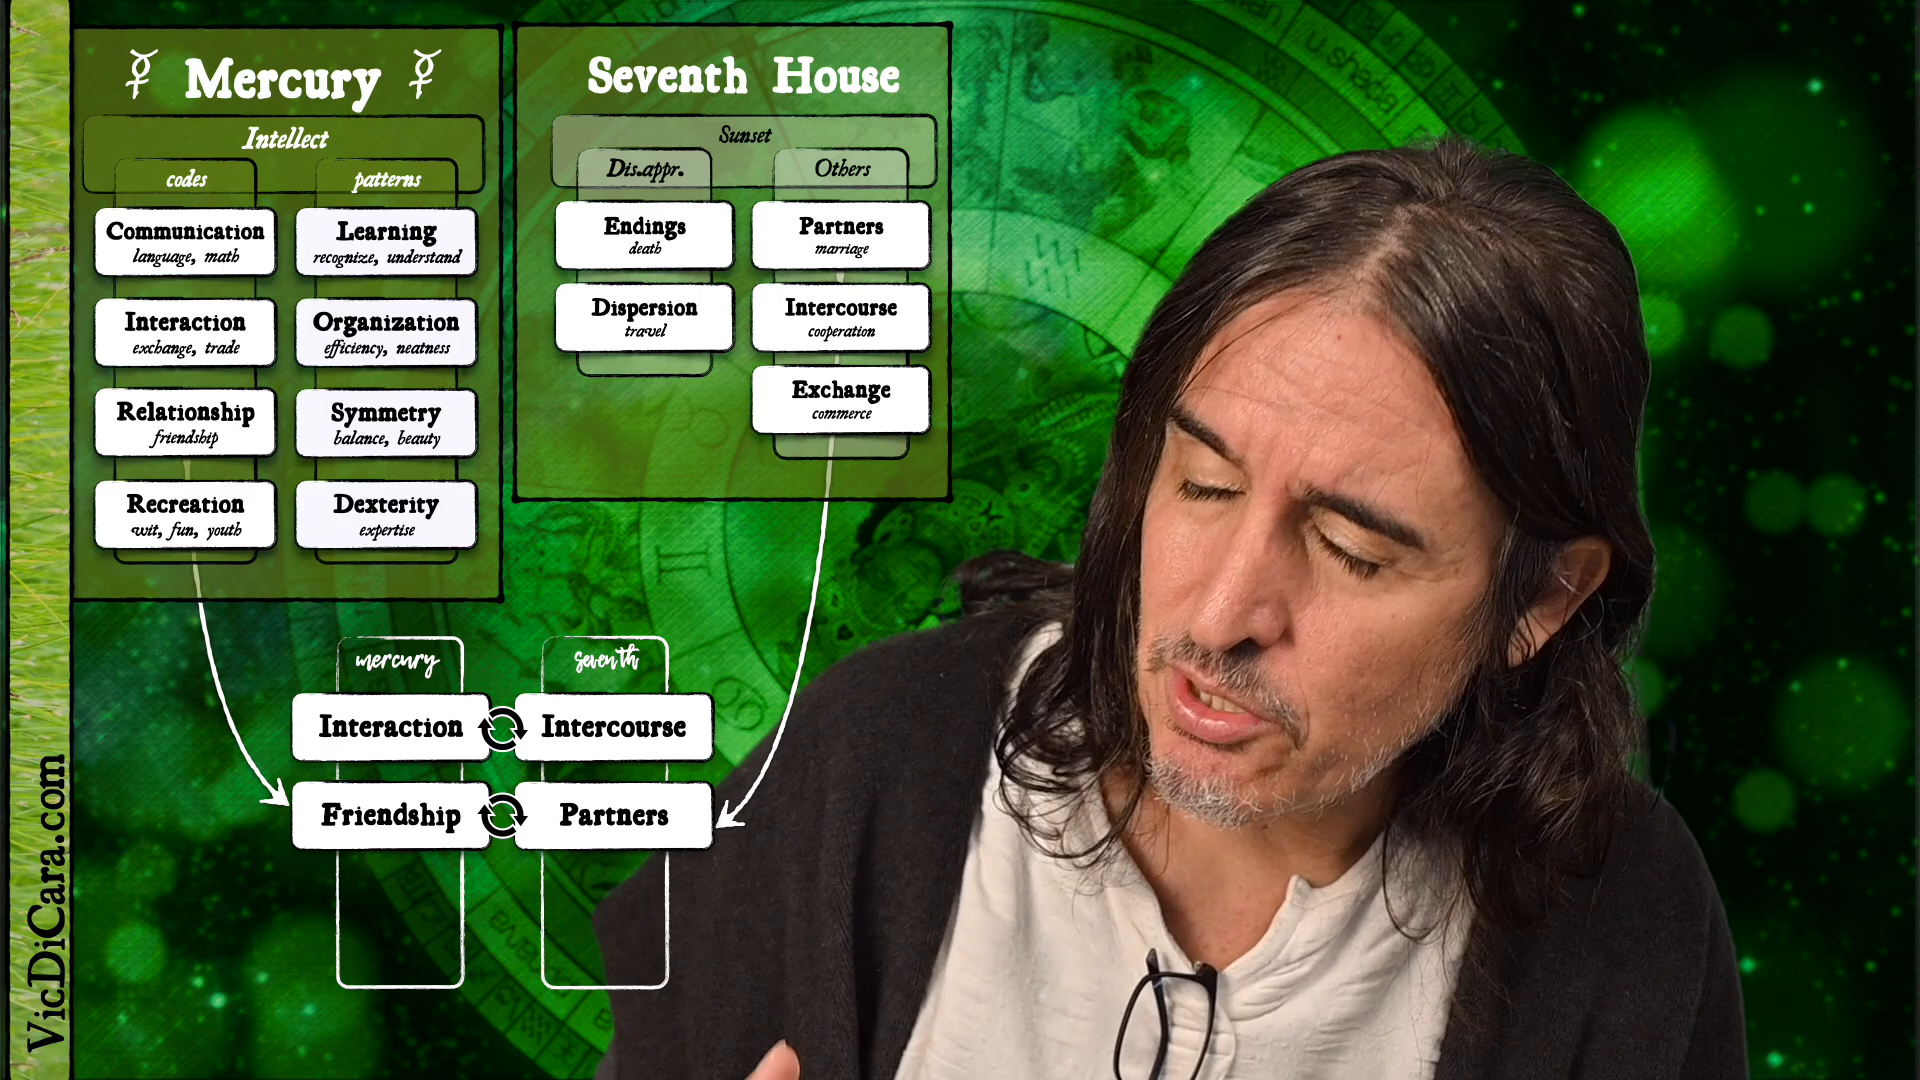 Mercury
Intellect
codes
patterns
Communication
language, math
Learning
recognize, understand
Interaction
exchange, trade
Organization
efficiency, neatness
Relationship
friendship
Symmetry
balance, beauty
Recreation
wit, fun, youth
Dexterity
expertise
Seventh House
Sunset
Dis.appr.
Others
Endings
death
Partners
marriage
Dispersion
travel
Intercourse
cooperation
Exchange
commerce
mercury
seventh
Interaction
Intercourse
Friendship
Partners
VicDiCara.com
u.shadha